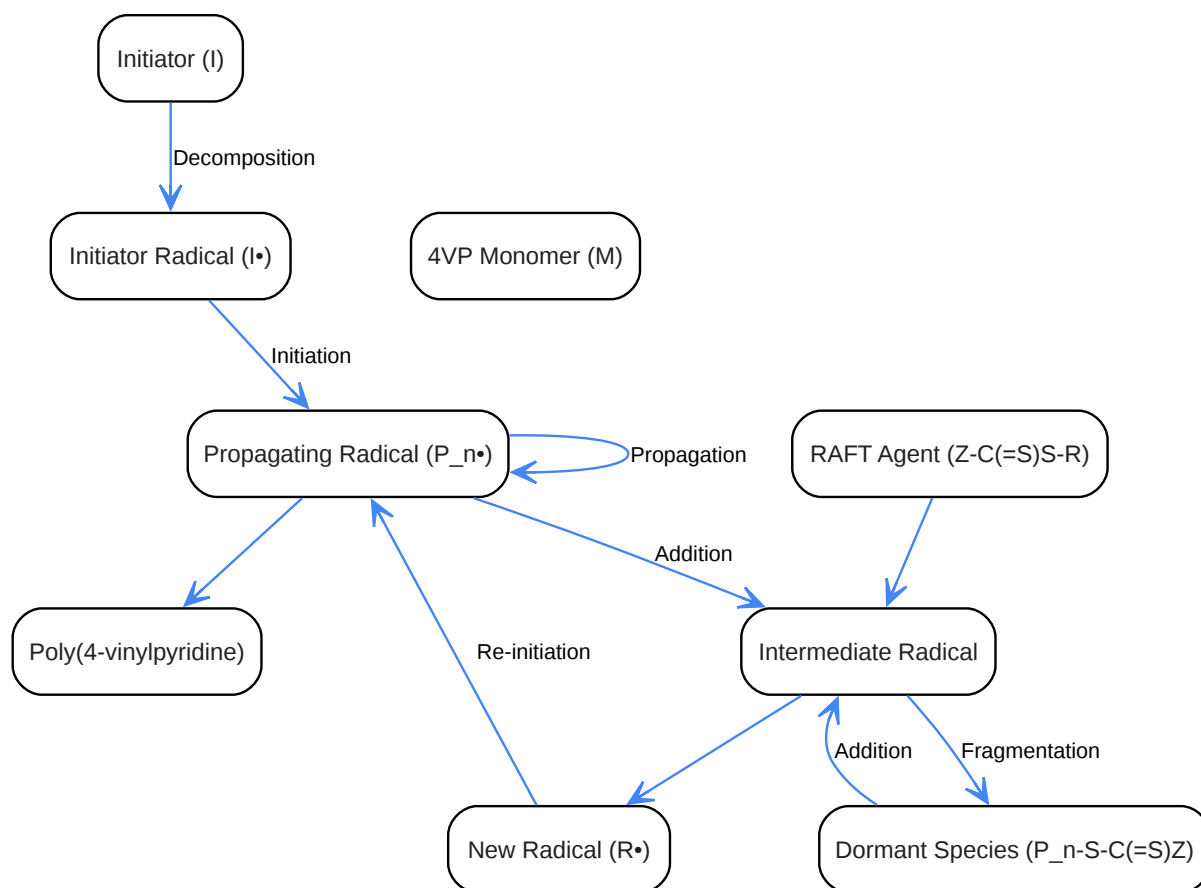 Initiator (I)
Decomposition
Initiator Radical (I•)
4VP Monomer (M)
Initiation
Propagating Radical (P_n•)
Propagation
RAFT Agent (Z-C(=S)S-R)
Addition
Poly(4-vinylpyridine)
Re-initiation
Intermediate Radical
Addition
Fragmentation
New Radical (R•)
Dormant Species (P_n-S-C(=S)Z)